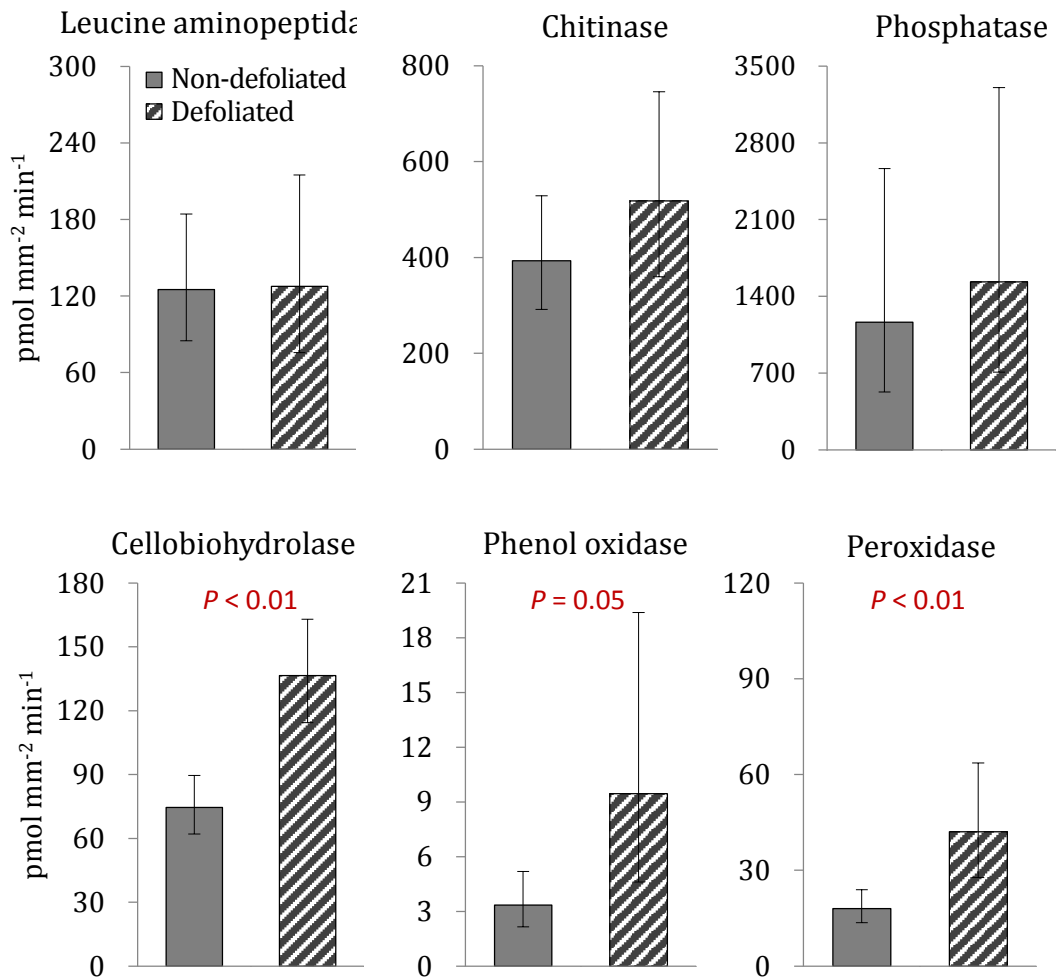 Leucine aminopeptida
Chitinase
Phosphatase
300
240
180
120
60
0
Non-defoliated
Defoliated
pmol mm⁻² min⁻¹
800
600
400
200
0
3500
2800
2100
1400
700
0
Cellobiohydrolase
Phenol oxidase
Peroxidase
P < 0.01
P = 0.05
P < 0.01
180
150
120
90
60
30
0
pmol mm⁻² min⁻¹
21
18
15
12
9
6
3
0
120
90
60
30
0